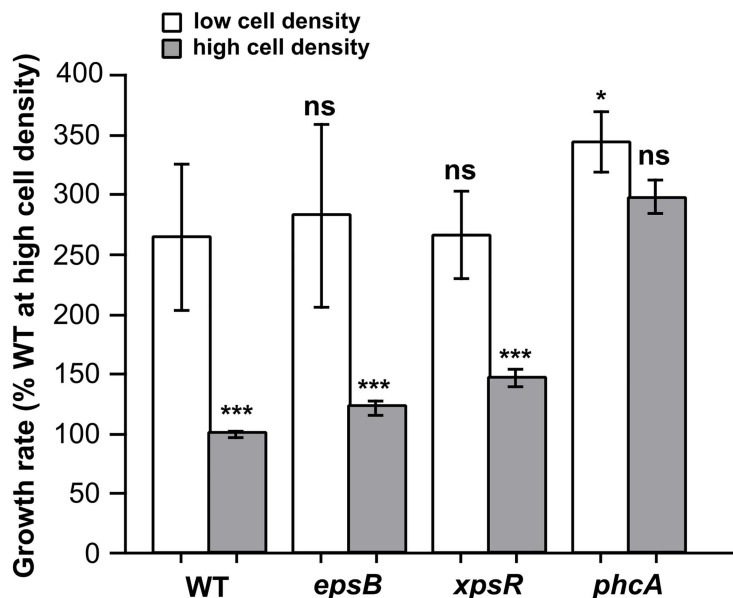 low cell density
high cell density
Growth rate (% WT at high cell density)
400
350
300
250
200
150
100
50
0
ns
ns
*
ns
***
***
***
WT
epsB
xpsR
phcA